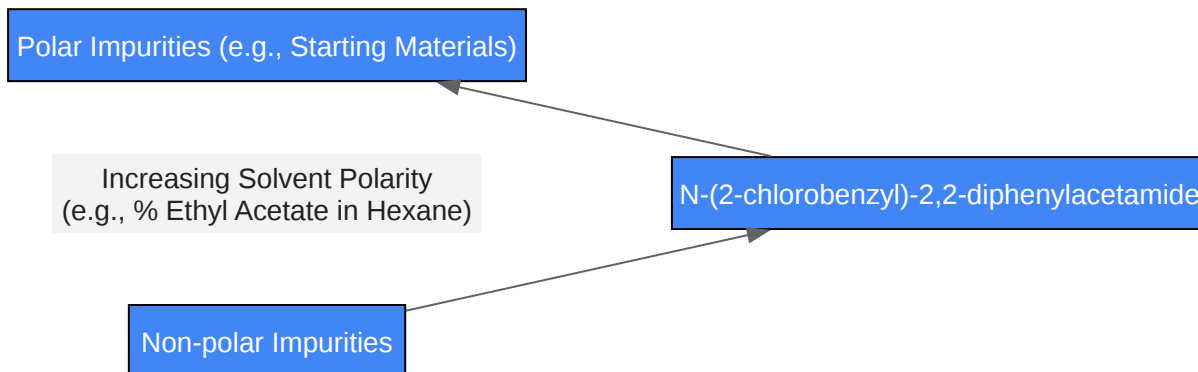 Polar Impurities (e.g., Starting Materials)
Increasing Solvent Polarity
(e.g., % Ethyl Acetate in Hexane)
N-(2-chlorobenzyl)-2,2-diphenylacetamide
Non-polar Impurities